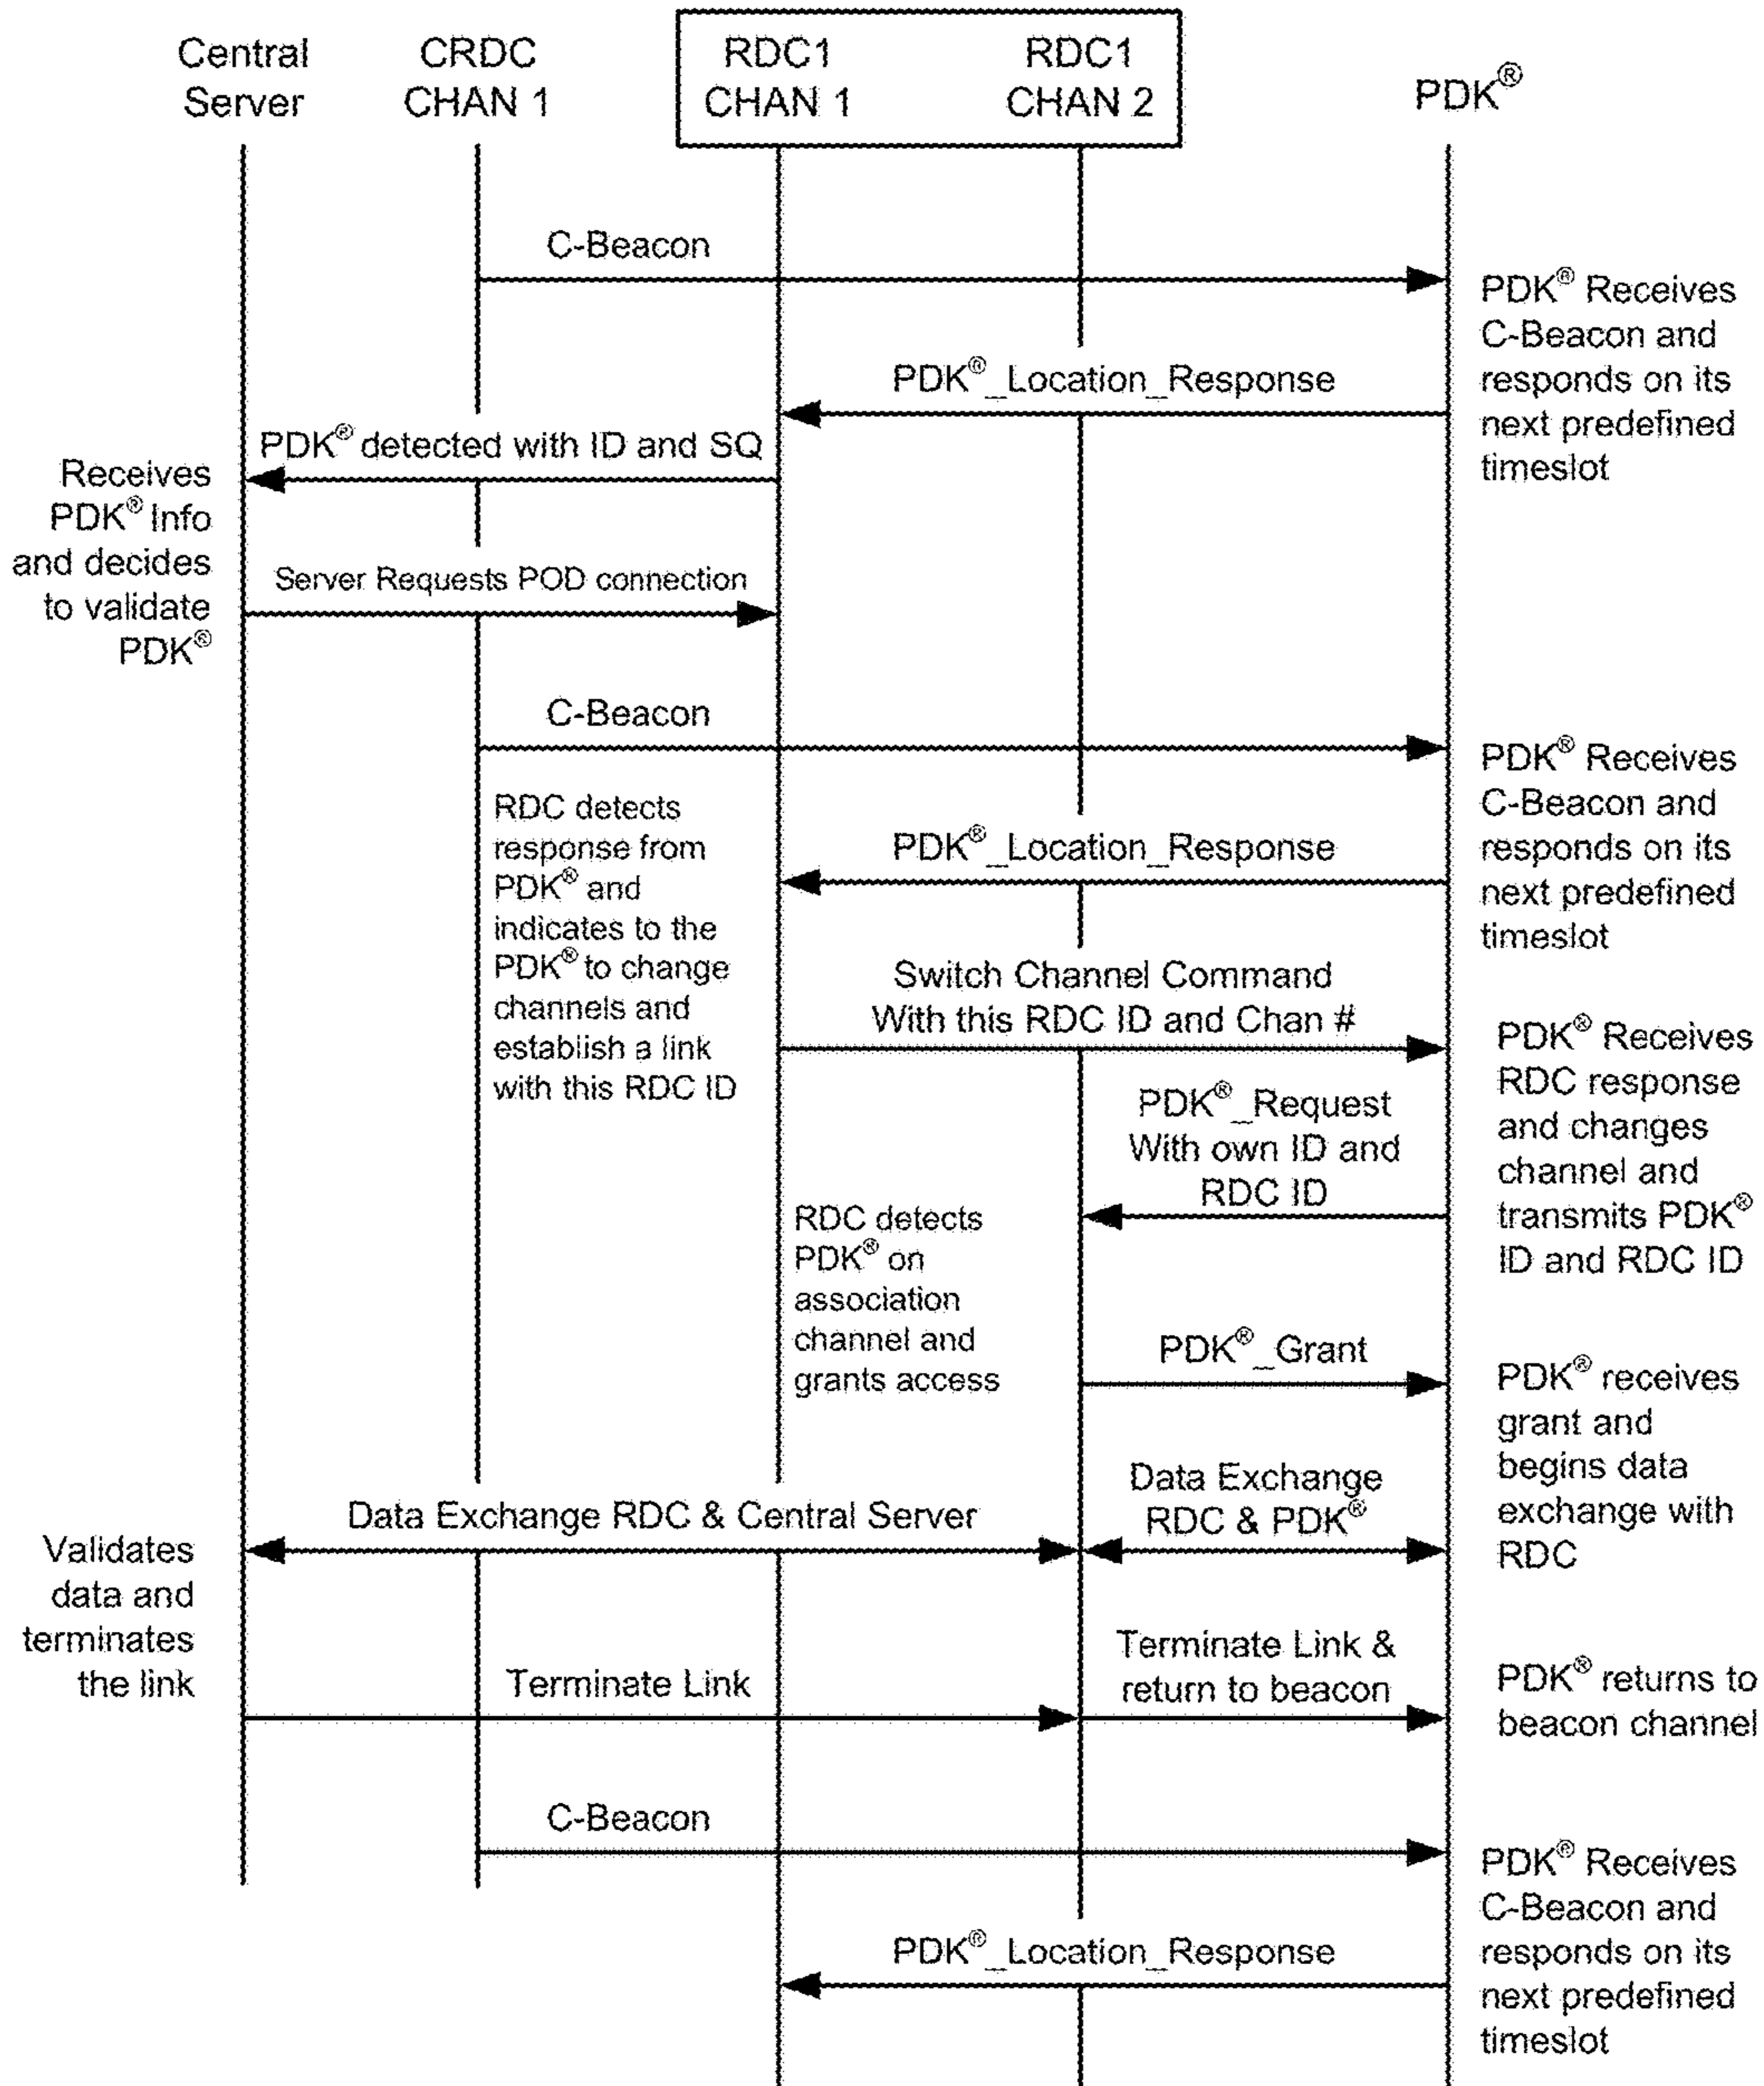 Central
Server
CRDC
CHAN 1
RDC1
CHAN 1
RDC1
CHAN 2
PDK®
C-Beacon
PDK® Receives
C-Beacon and
responds on its
next predefined
timeslot
PDK®_Location_Response
PDK® detected with ID and SQ
Receives
PDK® Info
and decides
to validate
PDK®
Server Requests POD connection
C-Beacon
PDK® Receives
C-Beacon and
responds on its
next predefined
timeslot
RDC detects
response from
PDK® and
indicates to the
PDK® to change
channels and
establish a link
with this RDC ID
PDK®_Location_Response
Switch Channel Command
With this RDC ID and Chan #
PDK® Receives
RDC response
and changes
channel and
transmits PDK®
ID and RDC ID
PDK®_Request
With own ID and
RDC ID
RDC detects
PDK® on
association
channel and
grants access
PDK®_Grant
PDK® receives
grant and
begins data
exchange with
RDC
Data Exchange RDC & Central Server
Data Exchange
RDC & PDK®
Validates
data and
terminates
the link
Terminate Link
Terminate Link &
return to beacon
PDK® returns to
beacon channel
C-Beacon
PDK® Receives
C-Beacon and
responds on its
next predefined
timeslot
PDK®_Location_Response